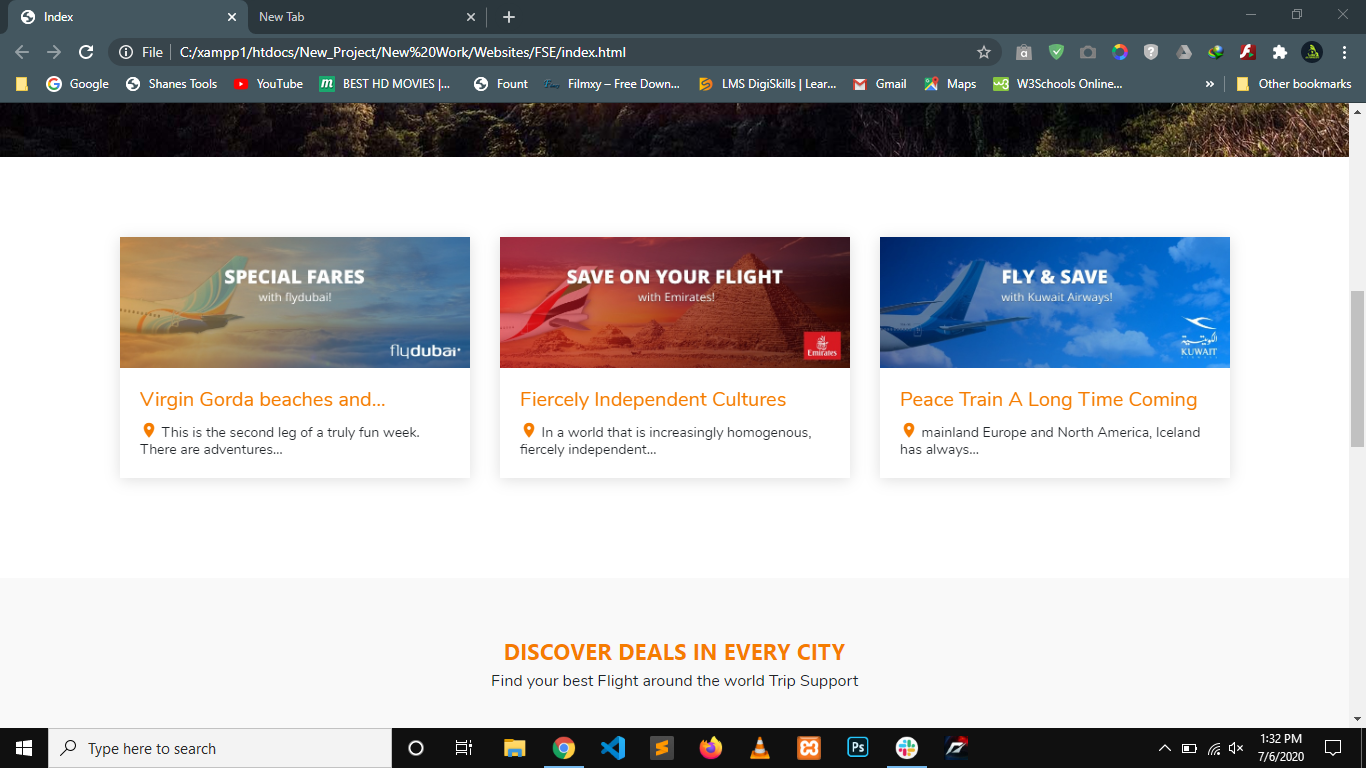 Index
New Tab
File
C:/xampp1/htdocs/New_Project/New%20Work/Websites/FSE/index.html
Google
Shanes Tools
YouTube
BEST HD MOVIES |...
Fount
Filmxy – Free Down...
LMS DigiSkills | Lear...
Gmail
Maps
W3Schools Online...
»
Other bookmarks
SPECIAL FARES
with flydubai!
flydubai
SAVE ON YOUR FLIGHT
with Emirates!
Emirates
FLY & SAVE
with Kuwait Airways!
الكويتية
KUWAIT
AIRWAYS
Virgin Gorda beaches and...
This is the second leg of a truly fun week.
There are adventures...
Fiercely Independent Cultures
In a world that is increasingly homogenous,
fiercely independent...
Peace Train A Long Time Coming
mainland Europe and North America, Iceland
has always...
DISCOVER DEALS IN EVERY CITY
Find your best Flight around the world Trip Support
Type here to search
Ps
1:32 PM
7/6/2020